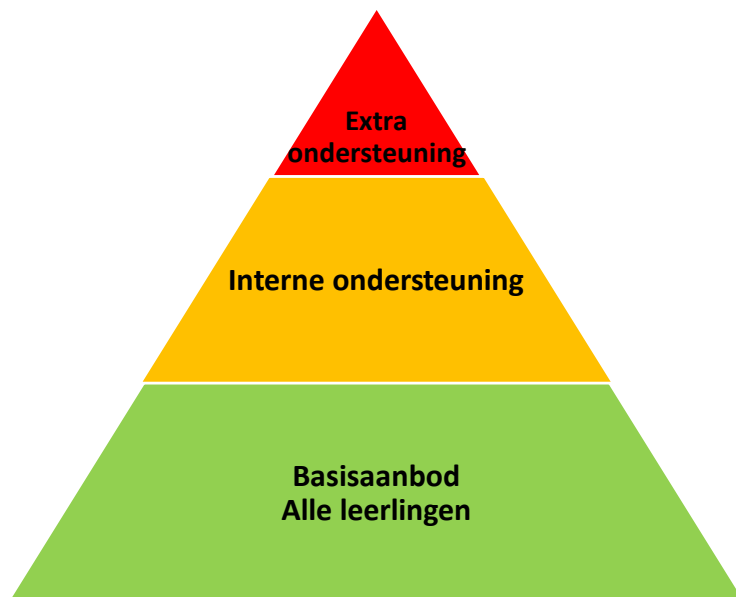 Extra
ondersteuning
Interne ondersteuning
Basisaanbod
Alle leerlingen